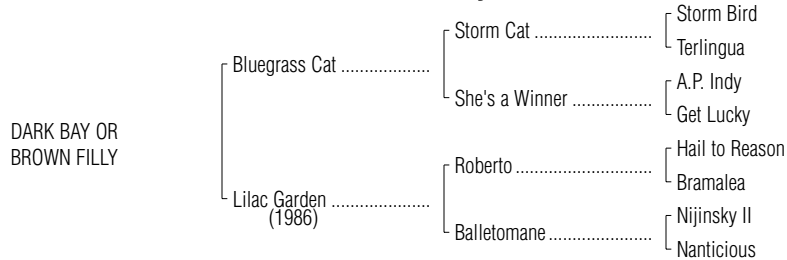 Storm Bird
Storm Cat ........................
Terlingua
Bluegrass Cat ..................
A.P. Indy
She's a Winner ................
Get Lucky
DARK BAY OR
BROWN FILLY
Hail to Reason
Roberto ............................
Bramalea
Lilac Garden ....................
(1986)
Nijinsky II
Balletomane .....................
Nanticious